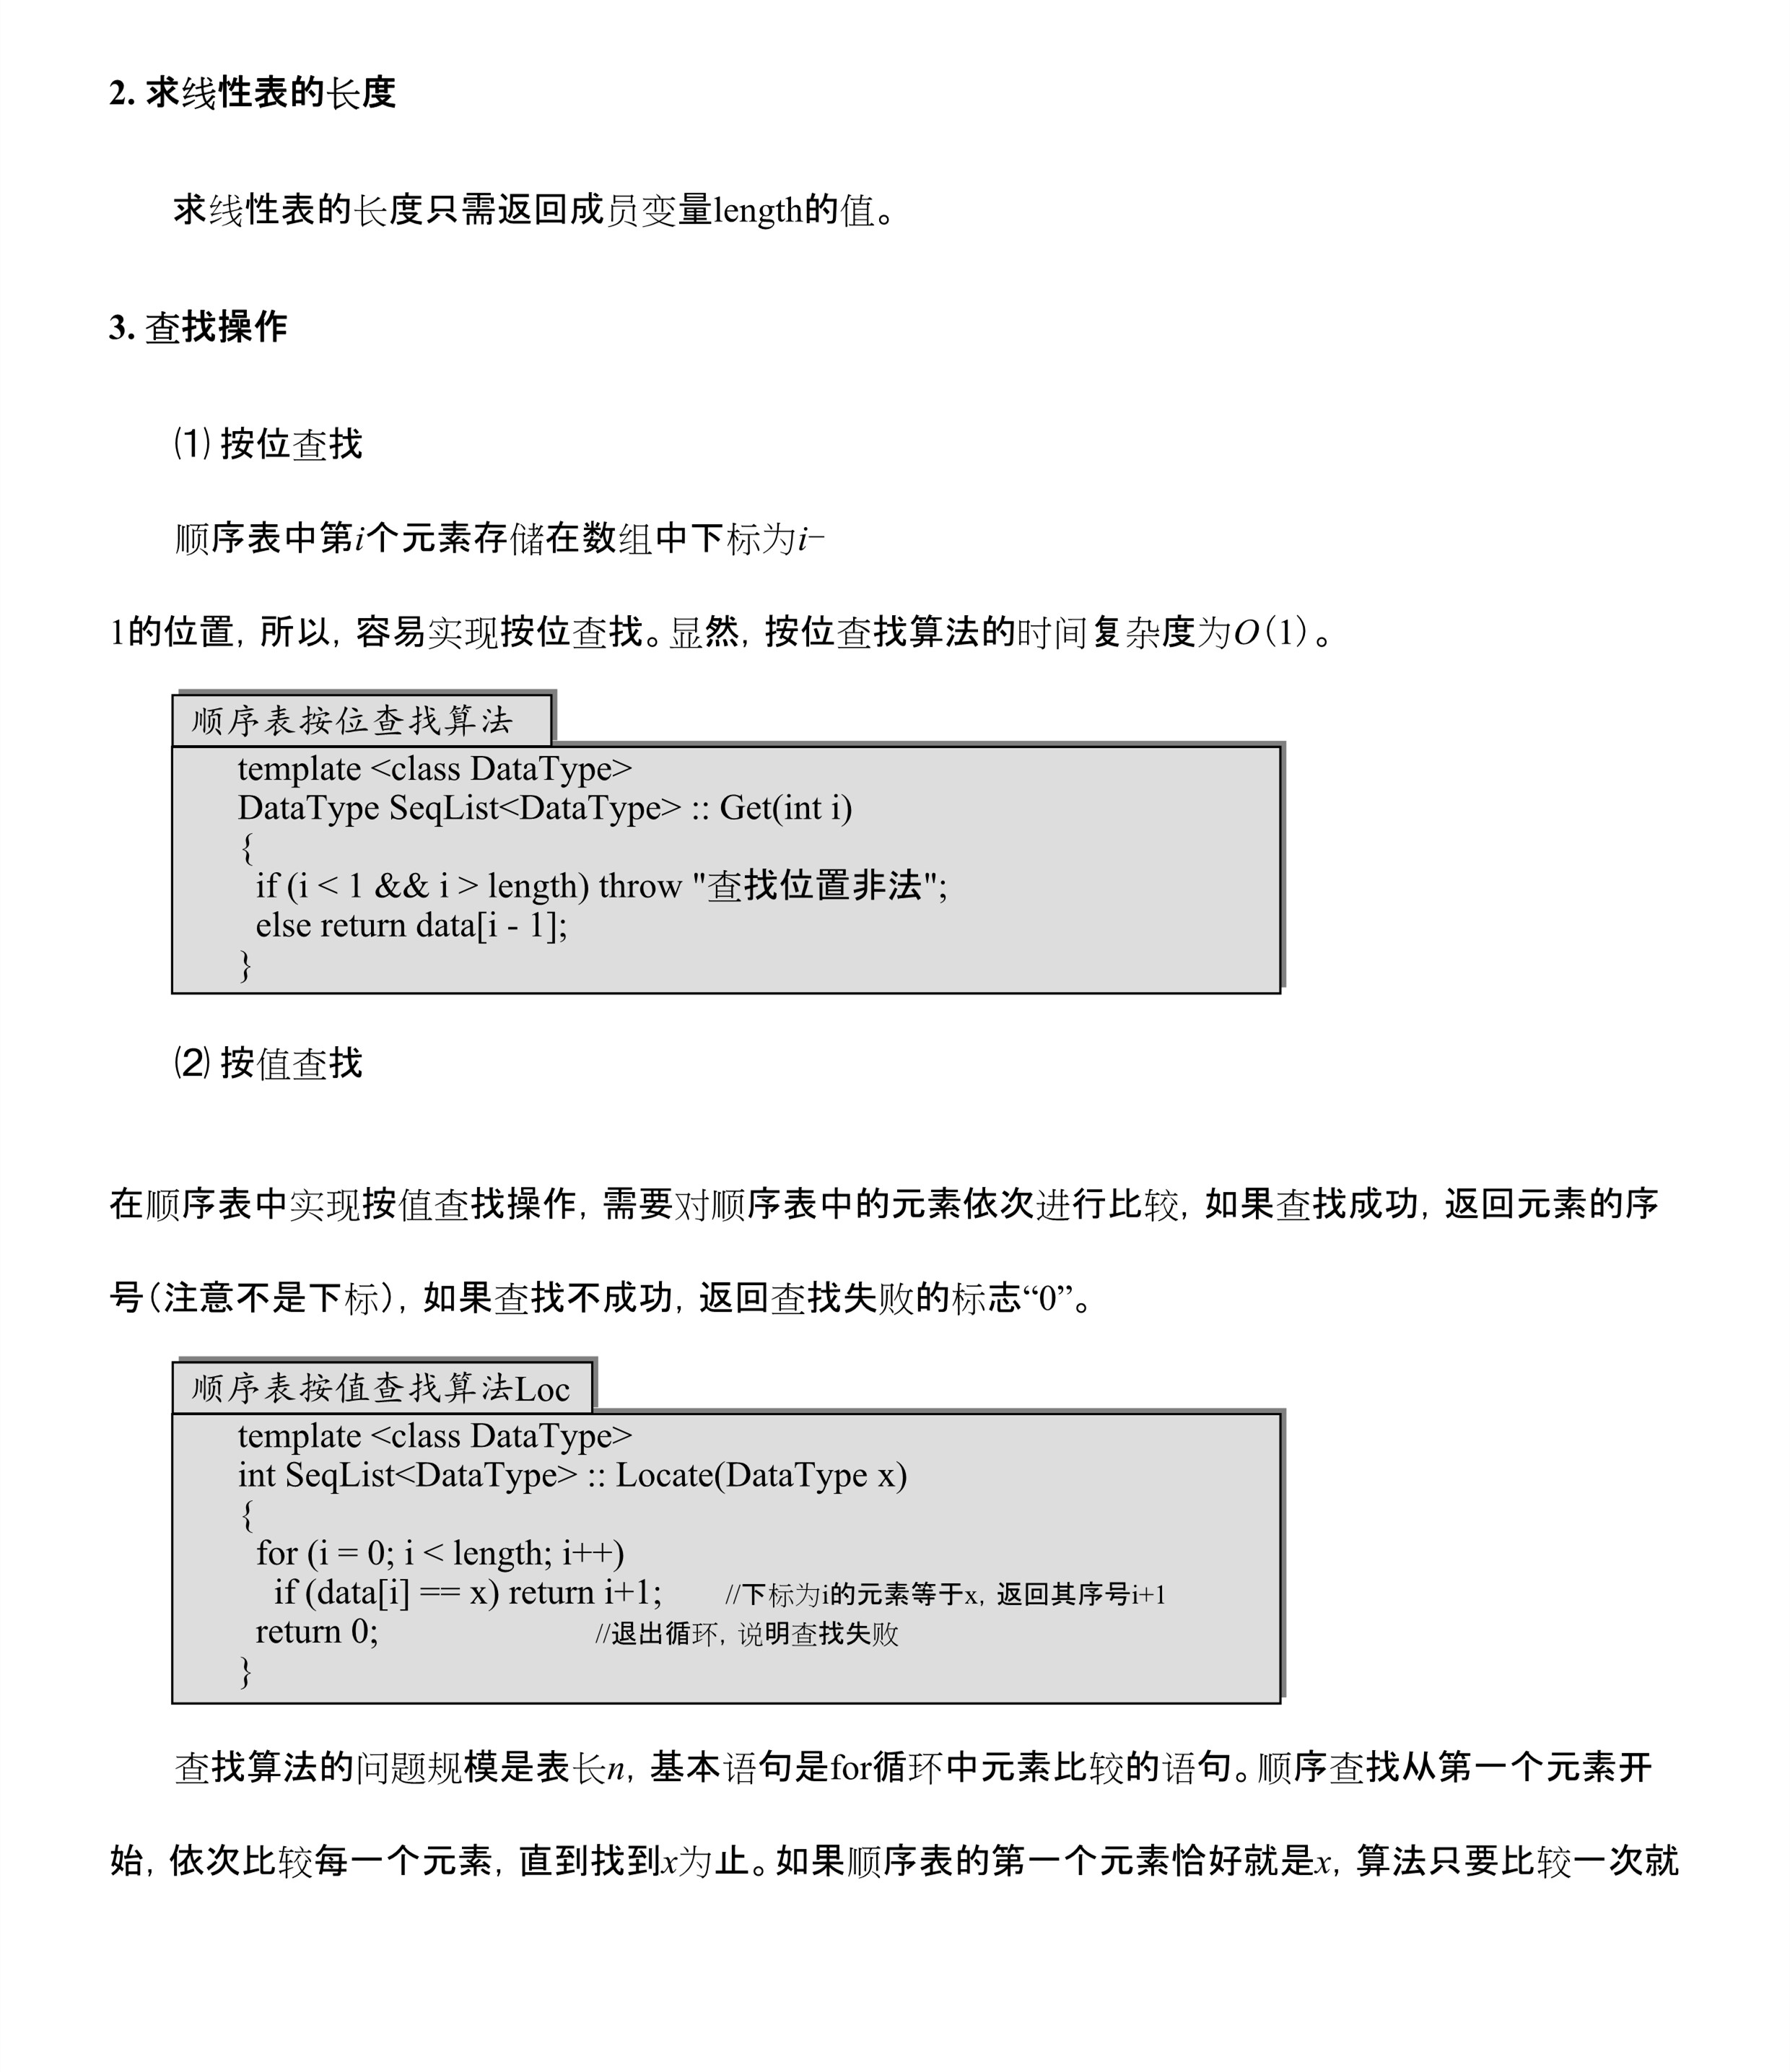 2. 求线性表的长度
求线性表的长度只需返回成员变量length的值。
3. 查找操作
⑴ 按位查找
顺序表中第i个元素存储在数组中下标为i-
1的位置，所以，容易实现按位查找。显然，按位查找算法的时间复杂度为O(1)。
顺序表按位查找算法
template <class DataType>
DataType SeqList<DataType> :: Get(int i)
{
if (i < 1 && i > length) throw "查找位置非法";
else return data[i - 1];
}
⑵ 按值查找
在顺序表中实现按值查找操作，需要对顺序表中的元素依次进行比较，如果查找成功，返回元素的序
号(注意不是下标)，如果查找不成功，返回查找失败的标志“0”。
顺序表按值查找算法Loc
template <class DataType>
int SeqList<DataType> :: Locate(DataType x)
{
for (i = 0; i < length; i++)
if (data[i] == x) return i+1; //下标为i的元素等于x，返回其序号i+1
return 0; //退出循环，说明查找失败
}
查找算法的问题规模是表长n，基本语句是for循环中元素比较的语句。顺序查找从第一个元素开
始，依次比较每一个元素，直到找到x为止。如果顺序表的第一个元素恰好就是x，算法只要比较一次就